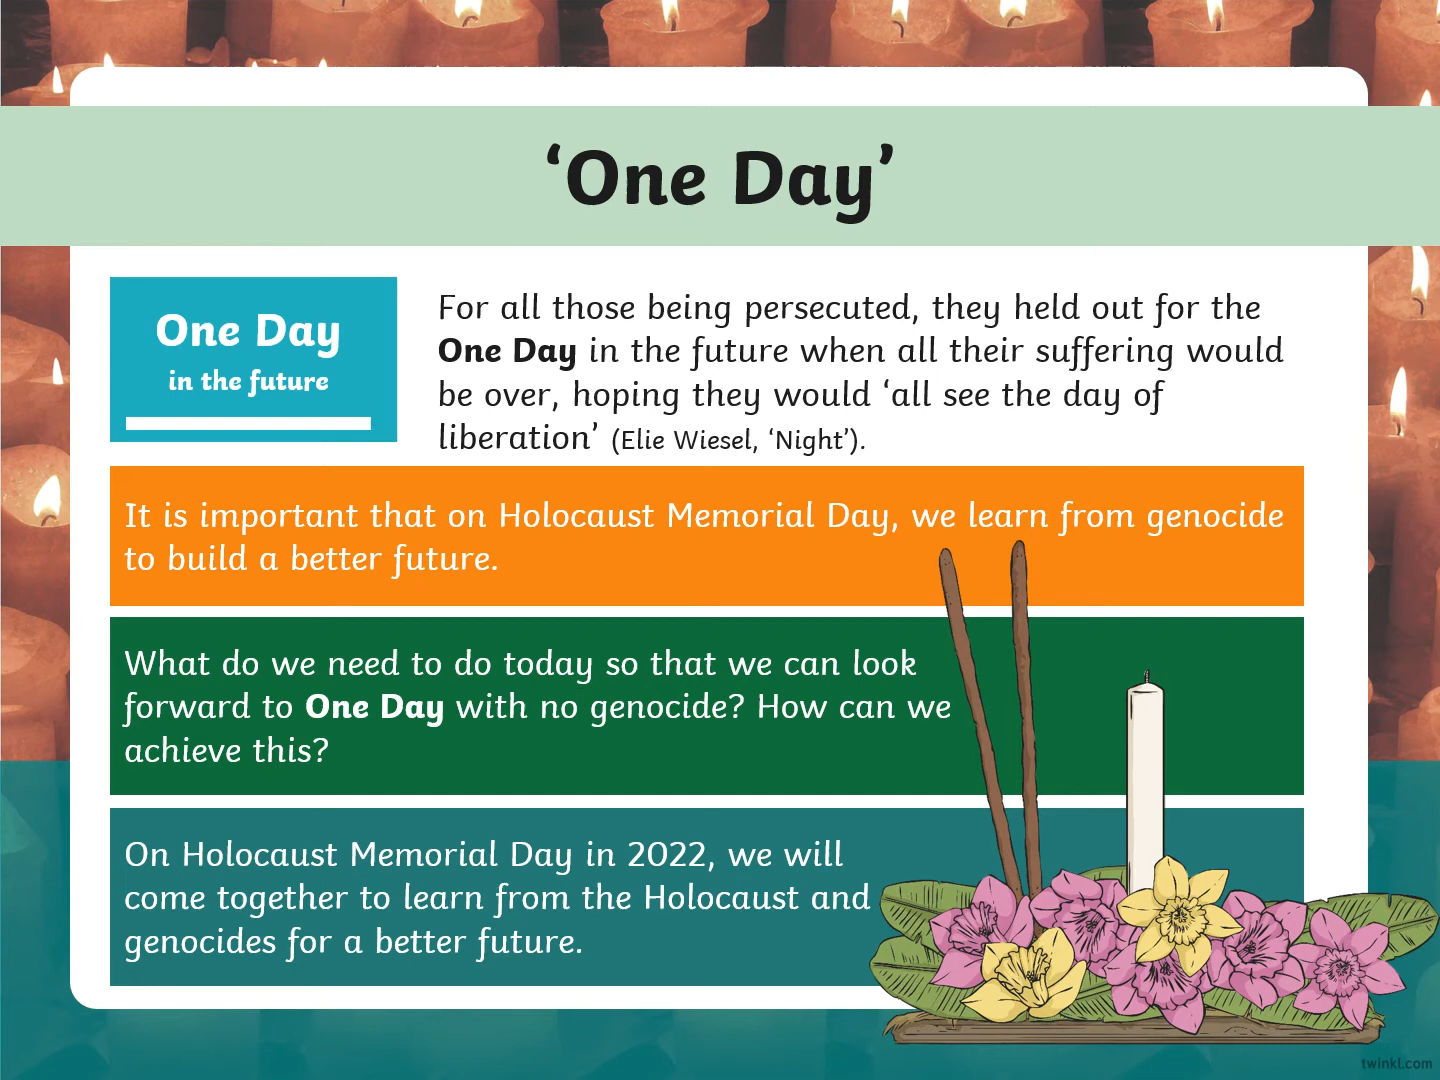 ‘One Day’
One Day
in the future
For all those being persecuted, they held out for the
One Day in the future when all their suffering would
be over, hoping they would ‘all see the day of
liberation’ (Elie Wiesel, ‘Night’).
It is important that on Holocaust Memorial Day, we learn from genocide
to build a better future.
What do we need to do today so that we can look
forward to One Day with no genocide? How can we
achieve this?
On Holocaust Memorial Day in 2022, we will
come together to learn from the Holocaust and
genocides for a better future.
twinkl.com